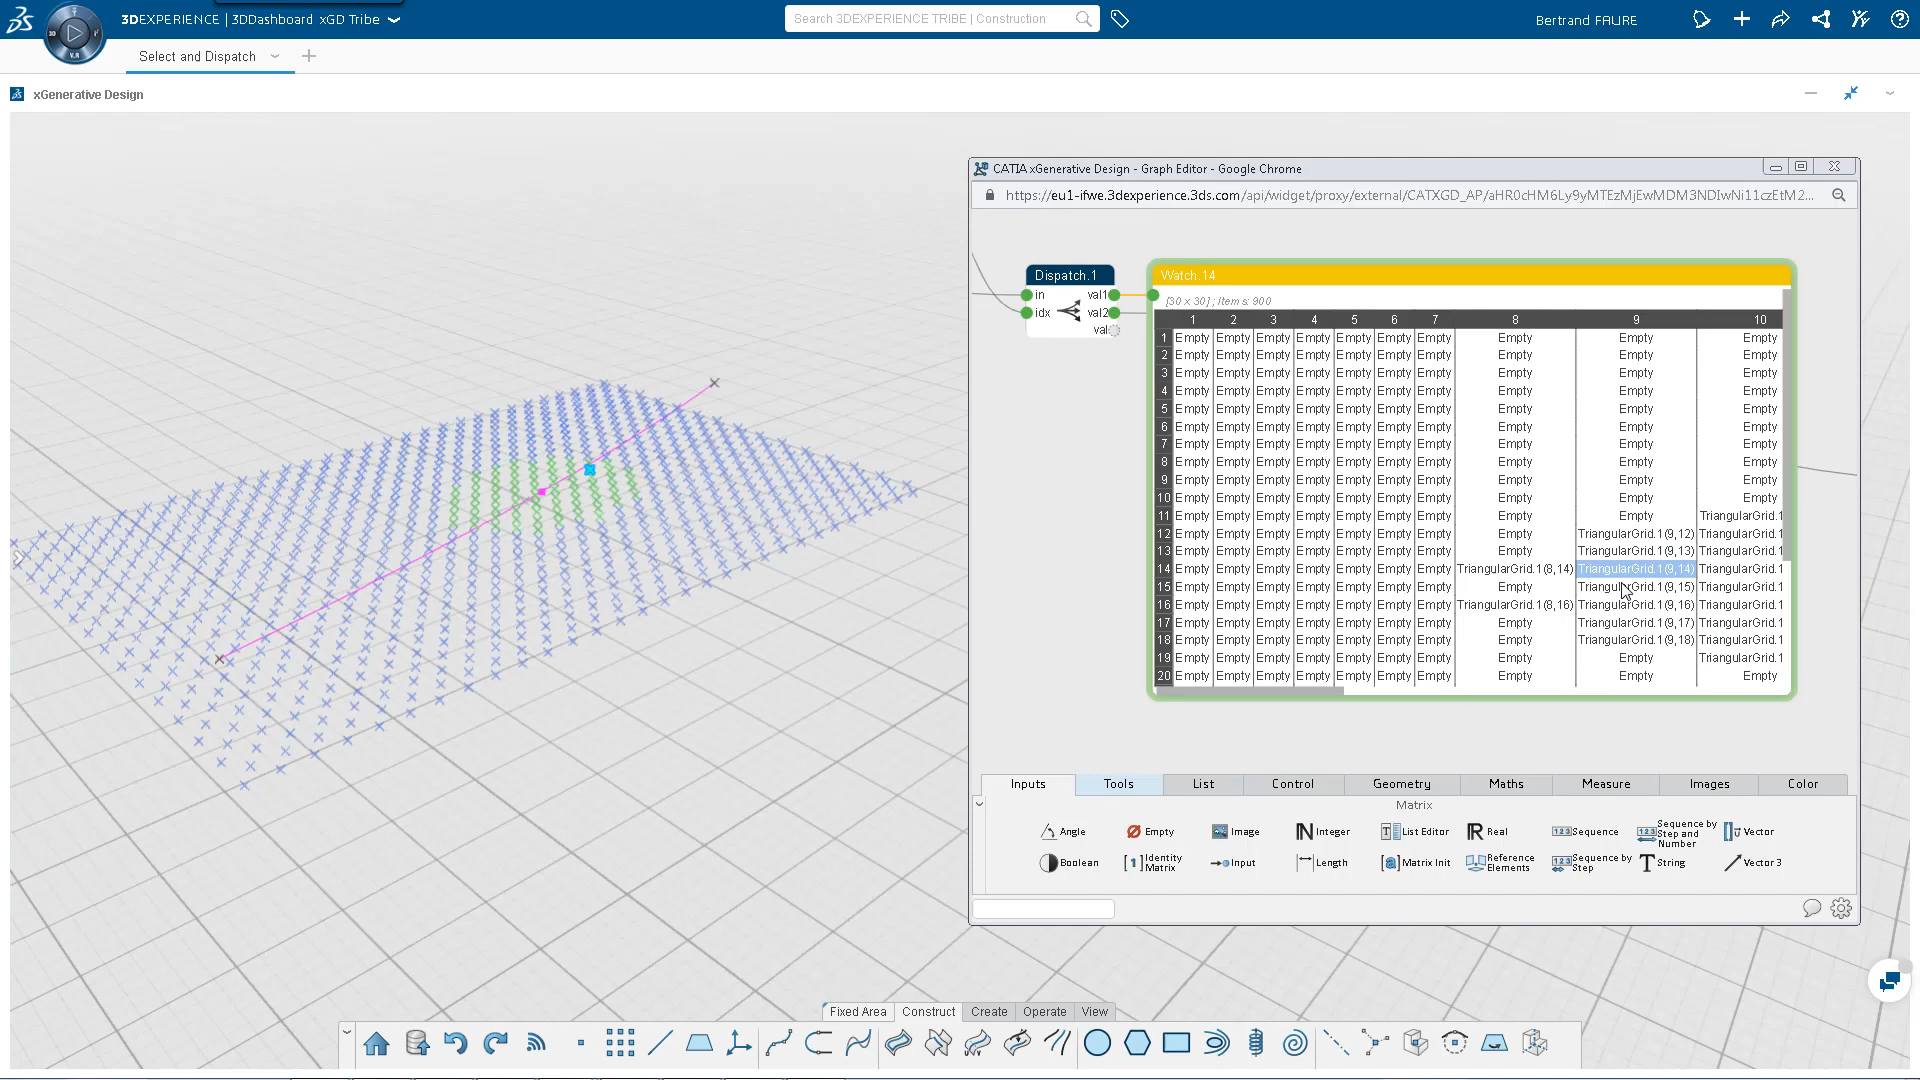 3DEXPERIENCE | 3DDashboard xGD Tribe
Search 3DEXPERIENCE TRIBE | Construction
Bertrand FAURE
3D
V.R
Select and Dispatch
xGenerative Design
CATIA xGenerative Design - Graph Editor - Google Chrome
https://eu1-ifwe.3dexperience.3ds.com/api/widget/proxy/external/CATXGD_AP/aHR0cHM6Ly9yMTEzMjEwMDM3NDIwNi11czEtM2...
Dispatch.1
in val1
idx val2
val
Watch.14
[30 x 30] ; Items: 900
1 2 3 4 5 6 7 8 9 10
1 Empty Empty Empty Empty Empty Empty Empty Empty Empty Empty
2 Empty Empty Empty Empty Empty Empty Empty Empty Empty Empty
3 Empty Empty Empty Empty Empty Empty Empty Empty Empty Empty
4 Empty Empty Empty Empty Empty Empty Empty Empty Empty Empty
5 Empty Empty Empty Empty Empty Empty Empty Empty Empty Empty
6 Empty Empty Empty Empty Empty Empty Empty Empty Empty Empty
7 Empty Empty Empty Empty Empty Empty Empty Empty Empty Empty
8 Empty Empty Empty Empty Empty Empty Empty Empty Empty Empty
9 Empty Empty Empty Empty Empty Empty Empty Empty Empty Empty
10 Empty Empty Empty Empty Empty Empty Empty Empty Empty Empty
11 Empty Empty Empty Empty Empty Empty Empty Empty Empty TriangularGrid.1
12 Empty Empty Empty Empty Empty Empty Empty Empty TriangularGrid.1(9,12) TriangularGrid.1
13 Empty Empty Empty Empty Empty Empty Empty Empty TriangularGrid.1(9,13) TriangularGrid.1
14 Empty Empty Empty Empty Empty Empty Empty TriangularGrid.1(8,14) TriangularGrid.1(9,14) TriangularGrid.1
15 Empty Empty Empty Empty Empty Empty Empty Empty TriangularGrid.1(9,15) TriangularGrid.1
16 Empty Empty Empty Empty Empty Empty Empty TriangularGrid.1(8,16) TriangularGrid.1(9,16) TriangularGrid.1
17 Empty Empty Empty Empty Empty Empty Empty Empty TriangularGrid.1(9,17) TriangularGrid.1
18 Empty Empty Empty Empty Empty Empty Empty Empty TriangularGrid.1(9,18) TriangularGrid.1
19 Empty Empty Empty Empty Empty Empty Empty Empty Empty TriangularGrid.1
20 Empty Empty Empty Empty Empty Empty Empty Empty Empty Empty
Inputs Tools List Control Geometry Maths Measure Images Color
Matrix
Angle Empty Image Integer List Editor Real Sequence Sequence by Step and Number Vector
Boolean Identity Matrix Input Length Matrix Init Reference Elements Sequence by Step String Vector 3
Fixed Area Construct Create Operate View